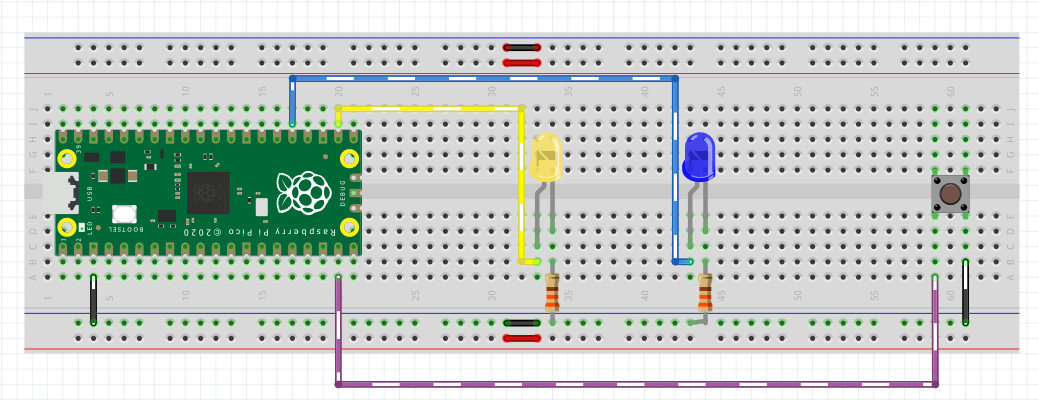 1 5 10 15 20 25 30 35 40 45 50 55 60
J J
I I
H H
G G
F F
39
USB
DEBUG
LED
BOOTSEL
Raspberry Pi Pico ©2020
1 2
E E
D D
C C
B B
A A
1 5 10 15 20 25 30 35 40 45 50 55 60